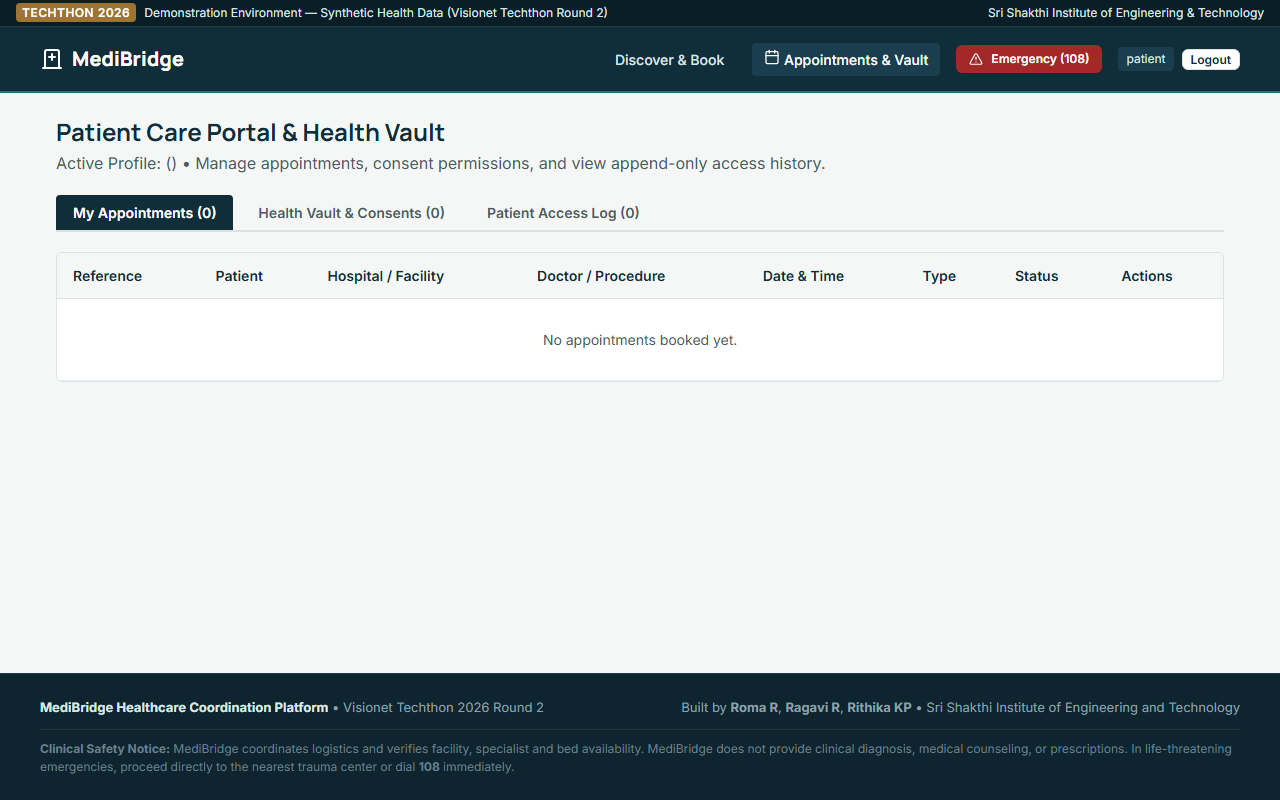 TECHTHON 2026 Demonstration Environment — Synthetic Health Data (Visionet Techthon Round 2) Sri Shakthi Institute of Engineering & Technology
MediBridge Discover & Book Appointments & Vault Emergency (108) patient Logout
Patient Care Portal & Health Vault
Active Profile: () • Manage appointments, consent permissions, and view append-only access history.
My Appointments (0) Health Vault & Consents (0) Patient Access Log (0)
Reference Patient Hospital / Facility Doctor / Procedure Date & Time Type Status Actions
No appointments booked yet.
MediBridge Healthcare Coordination Platform • Visionet Techthon 2026 Round 2 Built by Roma R, Ragavi R, Rithika KP • Sri Shakthi Institute of Engineering and Technology
Clinical Safety Notice: MediBridge coordinates logistics and verifies facility, specialist and bed availability. MediBridge does not provide clinical diagnosis, medical counseling, or prescriptions. In life-threatening
emergencies, proceed directly to the nearest trauma center or dial 108 immediately.